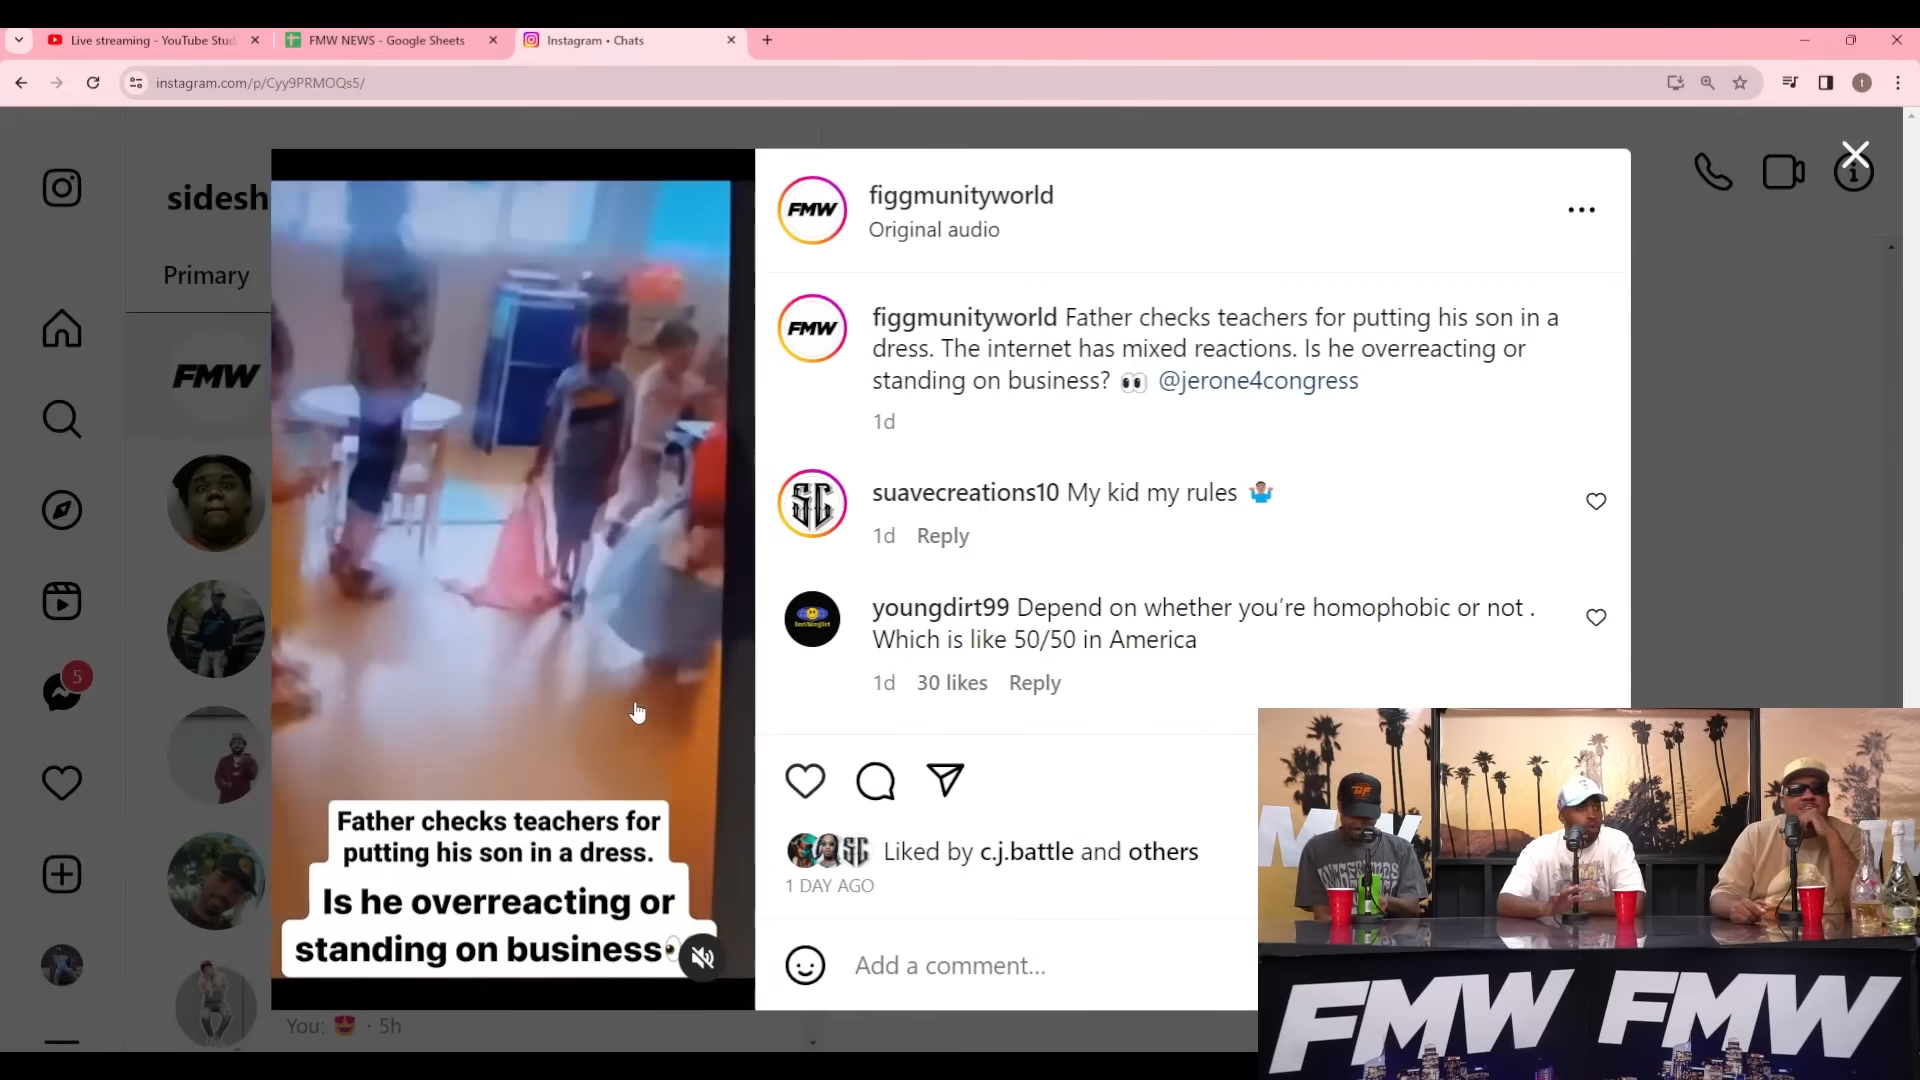 Live streaming - YouTube Stud
FMW NEWS - Google Sheets
Instagram • Chats
instagram.com/p/Cyy9PRMOQs5/
t
sidesh
Primary
FMW
You: 😍 · 5h
5
Father checks teachers for
putting his son in a dress.
Is he overreacting or
standing on business👀
FMW
figgmunityworld
Original audio
FMW
figgmunityworld Father checks teachers for putting his son in a
dress. The internet has mixed reactions. Is he overreacting or
standing on business? 👀 @jerone4congress
1d
SC
suavecreations10 My kid my rules 🤷🏽‍♂️
1d Reply
youngdirt99 Depend on whether you’re homophobic or not .
Which is like 50/50 in America
1d 30 likes Reply
SC
Liked by c.j.battle and others
1 DAY AGO
Add a comment...
FMW FMW